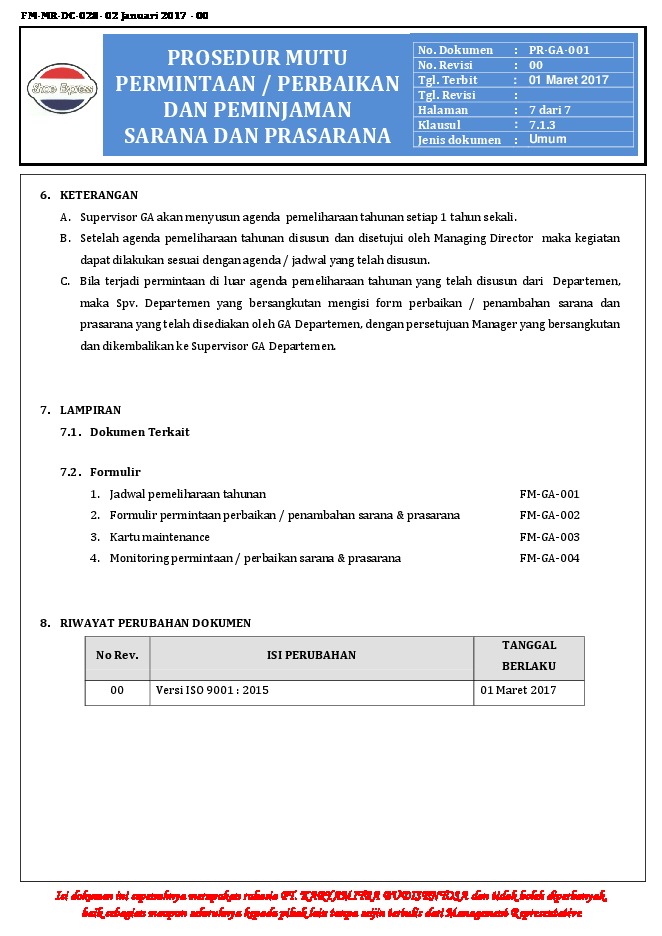 FM-MR-DC-028- 02 Januari 2017 - 00
Shoe Express
PROSEDUR MUTU
PERMINTAAN / PERBAIKAN
DAN PEMINJAMAN
SARANA DAN PRASARANA
No. Dokumen : PR-GA-001
No. Revisi : 00
Tgl. Terbit : 01 Maret 2017
Tgl. Revisi :
Halaman : 7 dari 7
Klausul : 7.1.3
Jenis dokumen : Umum
6. KETERANGAN
A. Supervisor GA akan menyusun agenda pemeliharaan tahunan setiap 1 tahun sekali.
B. Setelah agenda pemeliharaan tahunan disusun dan disetujui oleh Managing Director maka kegiatan
dapat dilakukan sesuai dengan agenda / jadwal yang telah disusun.
C. Bila terjadi permintaan di luar agenda pemeliharaan tahunan yang telah disusun dari Departemen,
maka Spv. Departemen yang bersangkutan mengisi form perbaikan / penambahan sarana dan
prasarana yang telah disediakan oleh GA Departemen, dengan persetujuan Manager yang bersangkutan
dan dikembalikan ke Supervisor GA Departemen.
7. LAMPIRAN
7.1. Dokumen Terkait
7.2. Formulir
1. Jadwal pemeliharaan tahunan FM-GA-001
2. Formulir permintaan perbaikan / penambahan sarana & prasarana FM-GA-002
3. Kartu maintenance FM-GA-003
4. Monitoring permintaan / perbaikan sarana & prasarana FM-GA-004
8. RIWAYAT PERUBAHAN DOKUMEN
No Rev. ISI PERUBAHAN TANGGAL
BERLAKU
00 Versi ISO 9001 : 2015 01 Maret 2017
Isi dokumen ini sepenuhnya merupakan rahasia PT. KARYAMITRA BUDISENTOSA dan tidak boleh diperbanyak,
baik sebagian maupun seluruhnya kepada pihak lain tanpa seijin tertulis dari Management Representative